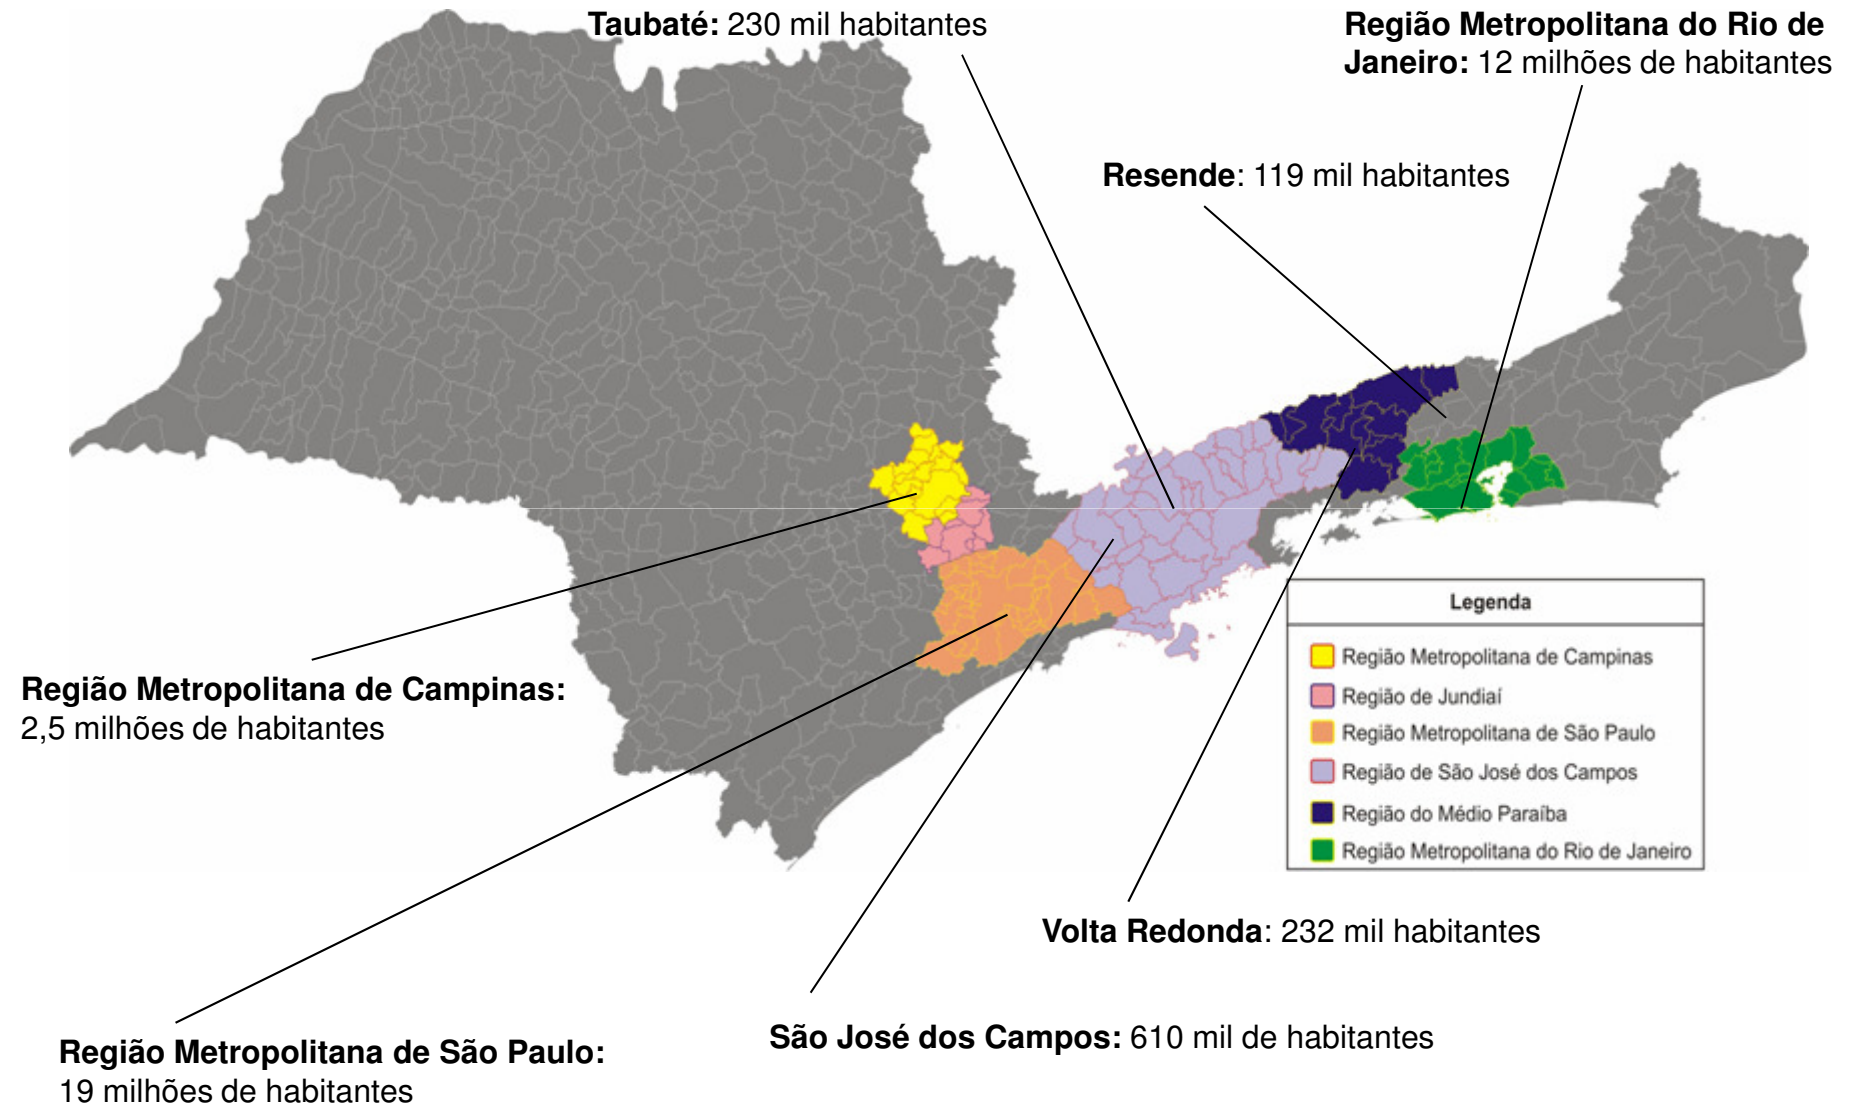 Taubaté: 230 mil habitantes
Região Metropolitana do Rio de
Janeiro: 12 milhões de habitantes
Resende: 119 mil habitantes
Região Metropolitana de Campinas:
2,5 milhões de habitantes
Legenda
Região Metropolitana de Campinas
Região de Jundiaí
Região Metropolitana de São Paulo
Região de São José dos Campos
Região do Médio Paraíba
Região Metropolitana do Rio de Janeiro
Volta Redonda: 232 mil habitantes
São José dos Campos: 610 mil de habitantes
Região Metropolitana de São Paulo:
19 milhões de habitantes